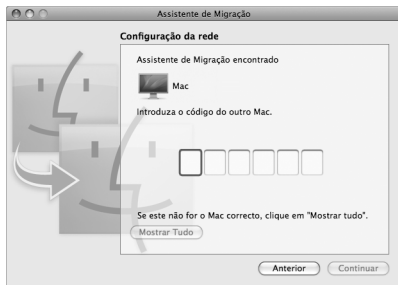 Assistente de Migração
Configuração da rede
Assistente de Migração encontrado
Mac
Introduza o código do outro Mac.
Se este não for o Mac correcto, clique em "Mostrar tudo".
Mostrar Tudo
Anterior
Continuar